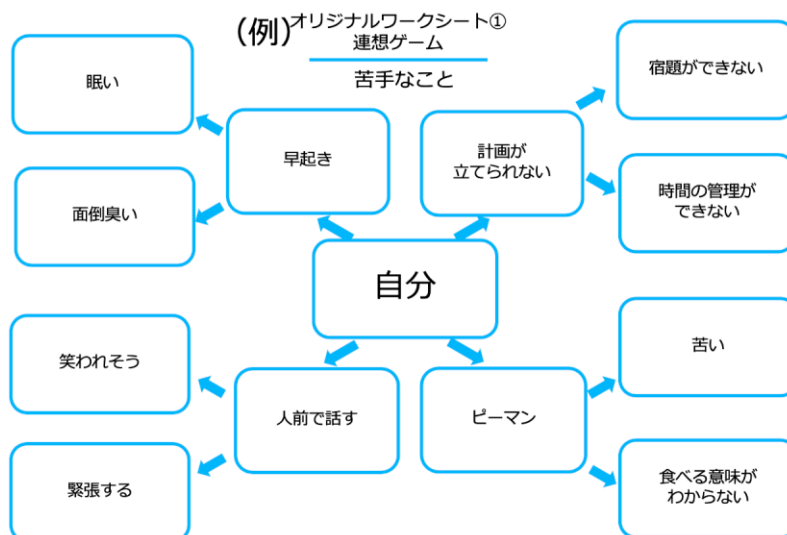 (例)
オリジナルワークシート①
連想ゲーム
苦手なこと
眠い
面倒臭い
早起き
計画が
立てられない
宿題ができない
時間の管理が
できない
自分
笑われそう
緊張する
人前で話す
ピーマン
苦い
食べる意味が
わからない